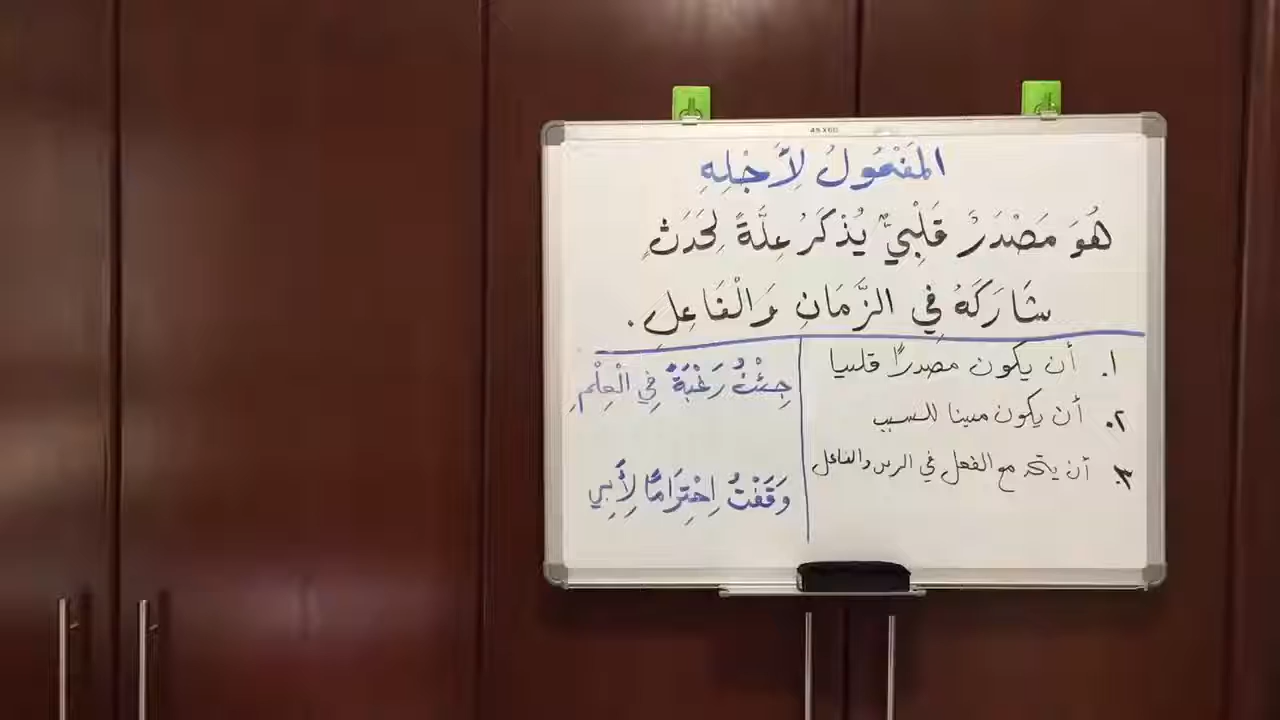 45X60
المَفْعُولُ لِأَجْلِهِ
هُوَ مَصْدَرٌ قَلْبِيٌّ يُذْكَرُ عِلَّةً لِحَدَثٍ
شَارَكَهُ فِي الزَّمَانِ وَالْفَاعِلِ.
١. أن يكون مصدرًا قلبيا
٢. أن يكون مبينا للسبب
٣. أن يتحد مع الفعل في الزمن والفاعل
جِئْتُ رَغْبَةً فِي الْعِلْمِ
وَقَفْتُ اِحْتِرَامًا لِأَبِي